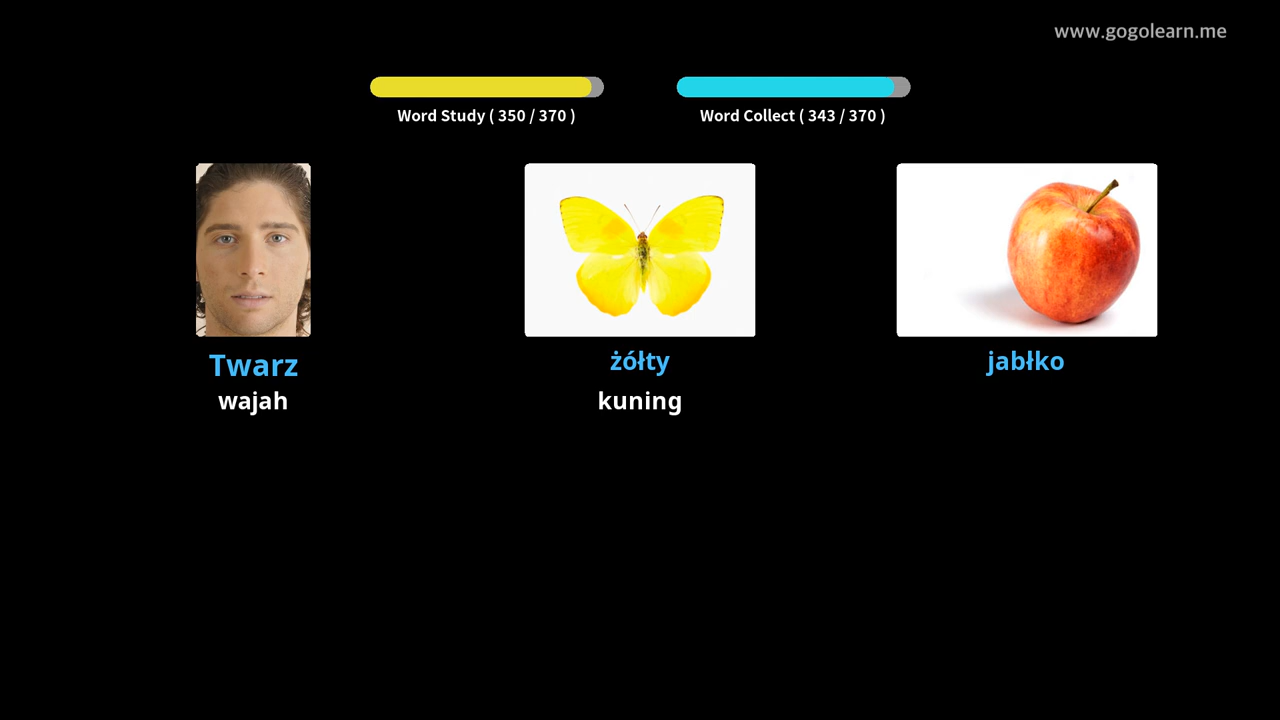 www.gogolearn.me
Word Study ( 350 / 370 )
Word Collect ( 343 / 370 )
Twarz
wajah
żółty
kuning
jabłko